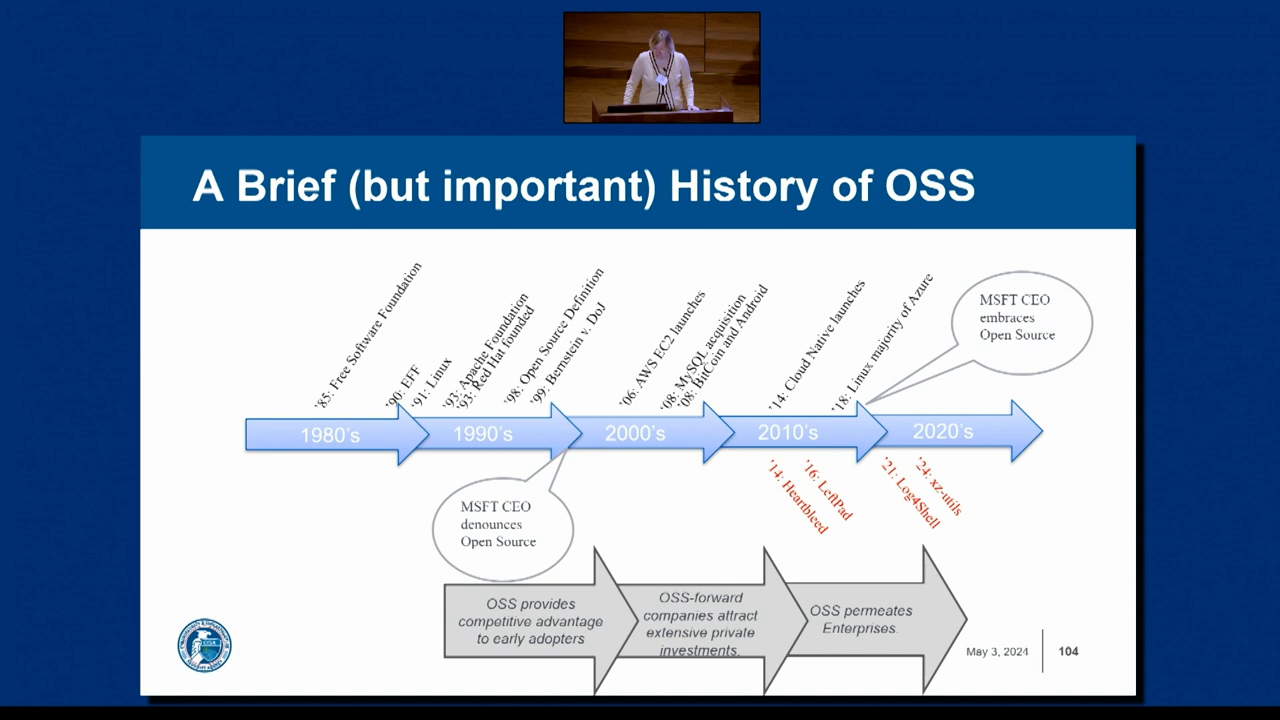 A Brief (but important) History of OSS
'85: Free Software Foundation
'90: EFF
'91: Linux
'93: Apache Foundation
'93: Red Hat founded
'98: Open Source Definition
'99: Bernstein v. DoJ
'06: AWS EC2 launches
'08: MySQL acquisition
'08: BitCoin and Android
'14: Cloud Native launches
'18: Linux majority of Azure
MSFT CEO
embraces
Open Source
1980's
1990's
2000's
2010's
2020's
'14: Heartbleed
'16: LeftPad
'21: Log4Shell
'24: xz-utils
MSFT CEO
denounces
Open Source
OSS provides
competitive advantage
to early adopters
OSS-forward
companies attract
extensive private
investments.
OSS permeates
Enterprises.
May 3, 2024
104